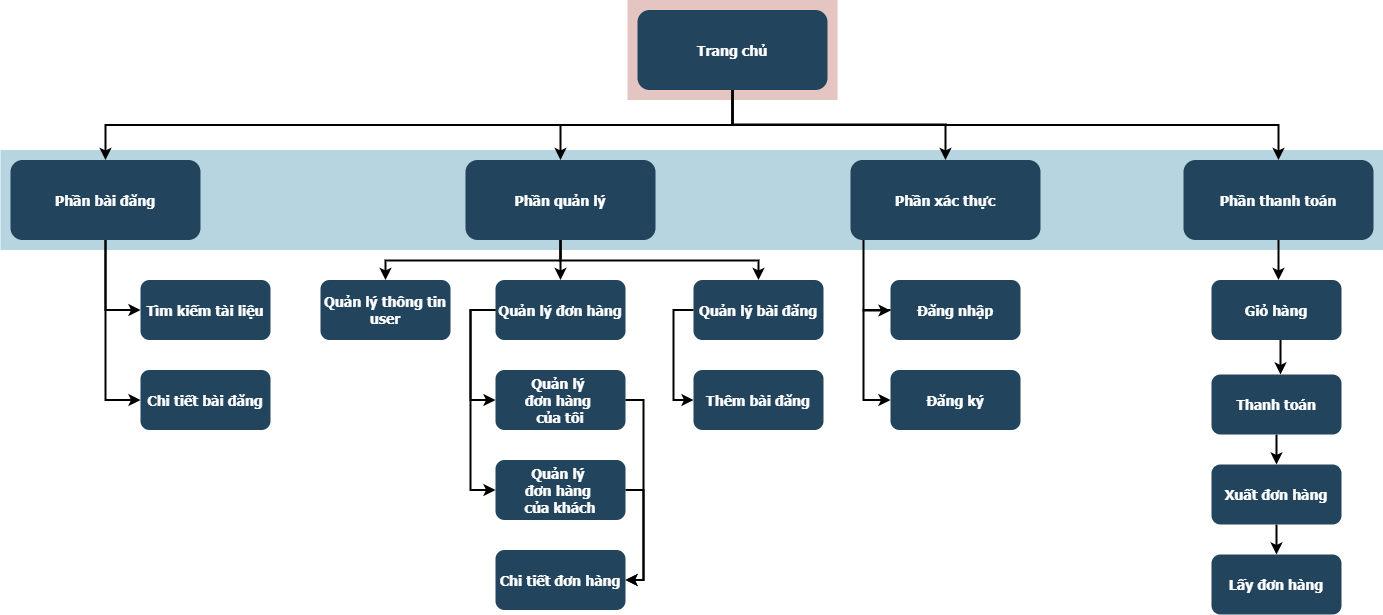 Trang chủ
Phần bài đăng
Phần quản lý
Phần xác thực
Phần thanh toán
Tìm kiếm tài liệu
Chi tiết bài đăng
Quản lý thông tin
user
Quản lý đơn hàng
Quản lý
đơn hàng
của tôi
Quản lý
đơn hàng
của khách
Chi tiết đơn hàng
Quản lý bài đăng
Thêm bài đăng
Đăng nhập
Đăng ký
Giỏ hàng
Thanh toán
Xuất đơn hàng
Lấy đơn hàng